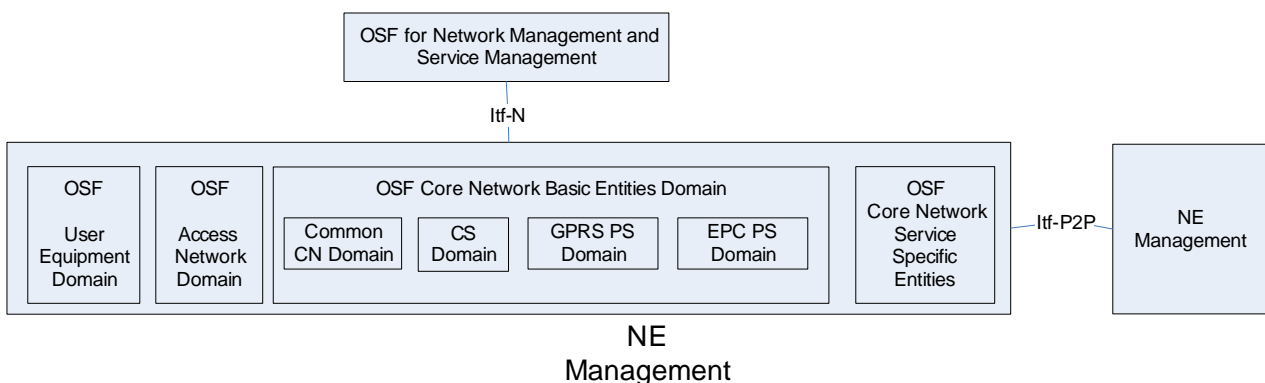 OSF for Network Management and
Service Management
Itf-N
OSF
User
Equipment
Domain
OSF
Access
Network
Domain
OSF Core Network Basic Entities Domain
Common
CN Domain
CS
Domain
GPRS PS
Domain
EPC PS
Domain
OSF
Core Network
Service
Specific
Entities
Itf-P2P
NE
Management
NE
Management